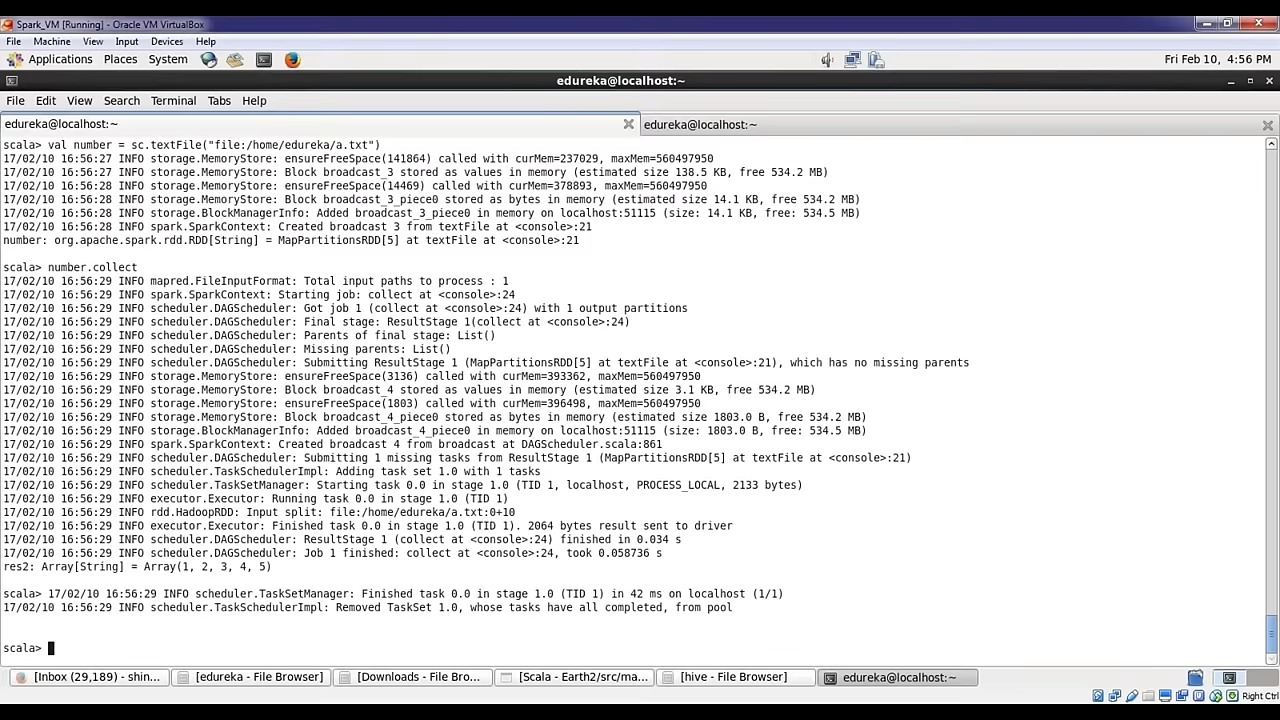 Spark_VM [Running] - Oracle VM VirtualBox
File Machine View Input Devices Help
Applications Places System Fri Feb 10, 4:56 PM
edureka@localhost:~
File Edit View Search Terminal Tabs Help
edureka@localhost:~ edureka@localhost:~
scala> val number = sc.textFile("file:/home/edureka/a.txt")
17/02/10 16:56:27 INFO storage.MemoryStore: ensureFreeSpace(141864) called with curMem=237029, maxMem=560497950
17/02/10 16:56:27 INFO storage.MemoryStore: Block broadcast_3 stored as values in memory (estimated size 138.5 KB, free 534.2 MB)
17/02/10 16:56:28 INFO storage.MemoryStore: ensureFreeSpace(14469) called with curMem=378893, maxMem=560497950
17/02/10 16:56:28 INFO storage.MemoryStore: Block broadcast_3_piece0 stored as bytes in memory (estimated size 14.1 KB, free 534.2 MB)
17/02/10 16:56:28 INFO storage.BlockManagerInfo: Added broadcast_3_piece0 in memory on localhost:51115 (size: 14.1 KB, free: 534.5 MB)
17/02/10 16:56:28 INFO spark.SparkContext: Created broadcast 3 from textFile at <console>:21
number: org.apache.spark.rdd.RDD[String] = MapPartitionsRDD[5] at textFile at <console>:21
scala> number.collect
17/02/10 16:56:29 INFO mapred.FileInputFormat: Total input paths to process : 1
17/02/10 16:56:29 INFO spark.SparkContext: Starting job: collect at <console>:24
17/02/10 16:56:29 INFO scheduler.DAGScheduler: Got job 1 (collect at <console>:24) with 1 output partitions
17/02/10 16:56:29 INFO scheduler.DAGScheduler: Final stage: ResultStage 1(collect at <console>:24)
17/02/10 16:56:29 INFO scheduler.DAGScheduler: Parents of final stage: List()
17/02/10 16:56:29 INFO scheduler.DAGScheduler: Missing parents: List()
17/02/10 16:56:29 INFO scheduler.DAGScheduler: Submitting ResultStage 1 (MapPartitionsRDD[5] at textFile at <console>:21), which has no missing parents
17/02/10 16:56:29 INFO storage.MemoryStore: ensureFreeSpace(3136) called with curMem=393362, maxMem=560497950
17/02/10 16:56:29 INFO storage.MemoryStore: Block broadcast_4 stored as values in memory (estimated size 3.1 KB, free 534.2 MB)
17/02/10 16:56:29 INFO storage.MemoryStore: ensureFreeSpace(1803) called with curMem=396498, maxMem=560497950
17/02/10 16:56:29 INFO storage.MemoryStore: Block broadcast_4_piece0 stored as bytes in memory (estimated size 1803.0 B, free 534.2 MB)
17/02/10 16:56:29 INFO storage.BlockManagerInfo: Added broadcast_4_piece0 in memory on localhost:51115 (size: 1803.0 B, free: 534.5 MB)
17/02/10 16:56:29 INFO spark.SparkContext: Created broadcast 4 from broadcast at DAGScheduler.scala:861
17/02/10 16:56:29 INFO scheduler.DAGScheduler: Submitting 1 missing tasks from ResultStage 1 (MapPartitionsRDD[5] at textFile at <console>:21)
17/02/10 16:56:29 INFO scheduler.TaskSchedulerImpl: Adding task set 1.0 with 1 tasks
17/02/10 16:56:29 INFO scheduler.TaskSetManager: Starting task 0.0 in stage 1.0 (TID 1, localhost, PROCESS_LOCAL, 2133 bytes)
17/02/10 16:56:29 INFO executor.Executor: Running task 0.0 in stage 1.0 (TID 1)
17/02/10 16:56:29 INFO rdd.HadoopRDD: Input split: file:/home/edureka/a.txt:0+10
17/02/10 16:56:29 INFO executor.Executor: Finished task 0.0 in stage 1.0 (TID 1). 2064 bytes result sent to driver
17/02/10 16:56:29 INFO scheduler.DAGScheduler: ResultStage 1 (collect at <console>:24) finished in 0.034 s
17/02/10 16:56:29 INFO scheduler.DAGScheduler: Job 1 finished: collect at <console>:24, took 0.058736 s
res2: Array[String] = Array(1, 2, 3, 4, 5)
scala> 17/02/10 16:56:29 INFO scheduler.TaskSetManager: Finished task 0.0 in stage 1.0 (TID 1) in 42 ms on localhost (1/1)
17/02/10 16:56:29 INFO scheduler.TaskSchedulerImpl: Removed TaskSet 1.0, whose tasks have all completed, from pool
scala>
[Inbox (29,189) - shin... [edureka - File Browser] [Downloads - File Bro... [Scala - Earth2/src/ma... [hive - File Browser] edureka@localhost:~
Right Ctrl